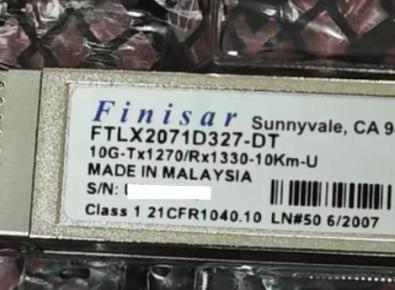 Finisar Sunnyvale, CA 9
FTLX2071D327-DT
10G-Tx1270/Rx1330-10Km-U
MADE IN MALAYSIA
S/N:
Class 1 21CFR1040.10 LN#50 6/2007